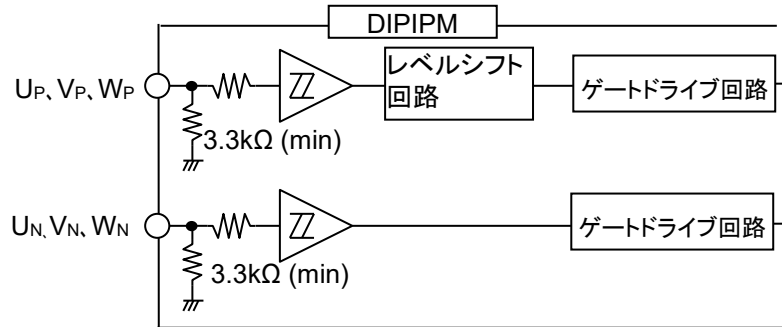 DIPIPM
UP、VP、WP
レベルシフト
回路
ゲートドライブ回路
3.3kΩ (min)
UN、VN、WN
ゲートドライブ回路
3.3kΩ (min)